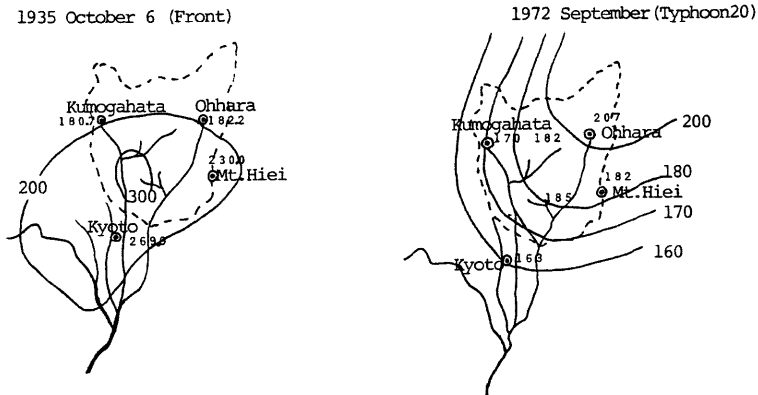 1935 October 6 (Front)
Kumogahata
180.7
Ohhara
182.2
230.0
Mt.Hiei
200
300
Kyoto
269.9
1972 September (Typhoon20)
Kumogahata
170
182
207
Ohhara
200
182
Mt.Hiei
180
185
170
160
Kyoto
163